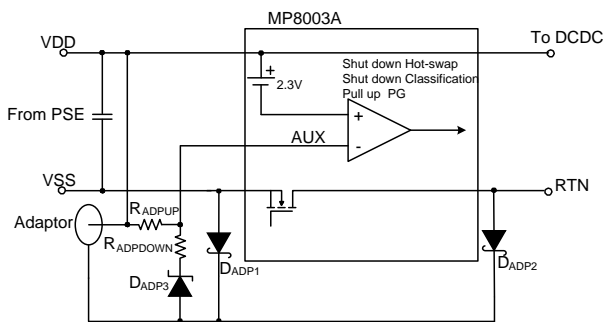 MP8003A
VDD
To DCDC
Shut down Hot-swap
Shut down Classification
Pull up PG
+
2.3V
From PSE
+
AUX
-
VSS
RTN
RADPUP
Adaptor
RADPDOWN
DADP1
DADP2
DADP3